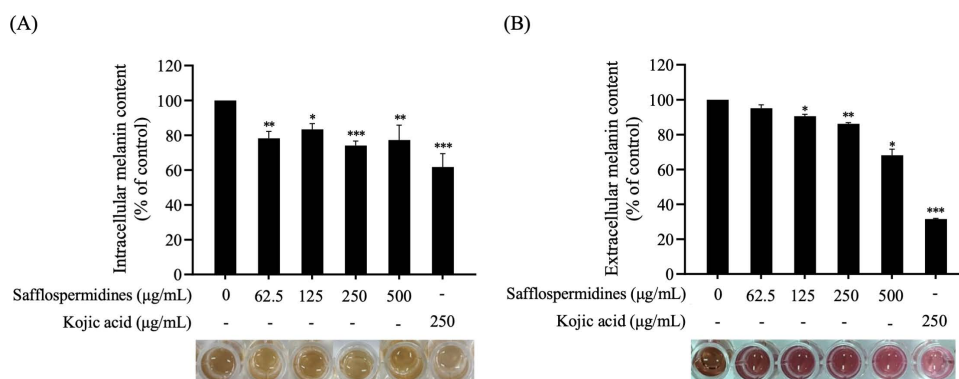 (A)
Intracellular melanin content
(% of control)
120
100
80
60
40
20
0
** * *** ** ***
Safflospermidines (µg/mL) 0 62.5 125 250 500 -
Kojic acid (µg/mL) - - - - - 250
(B)
Extracellular melanin content
(% of control)
120
100
80
60
40
20
0
* ** * ***
Safflospermidines (µg/mL) 0 62.5 125 250 500 -
Kojic acid (µg/mL) - - - - - 250